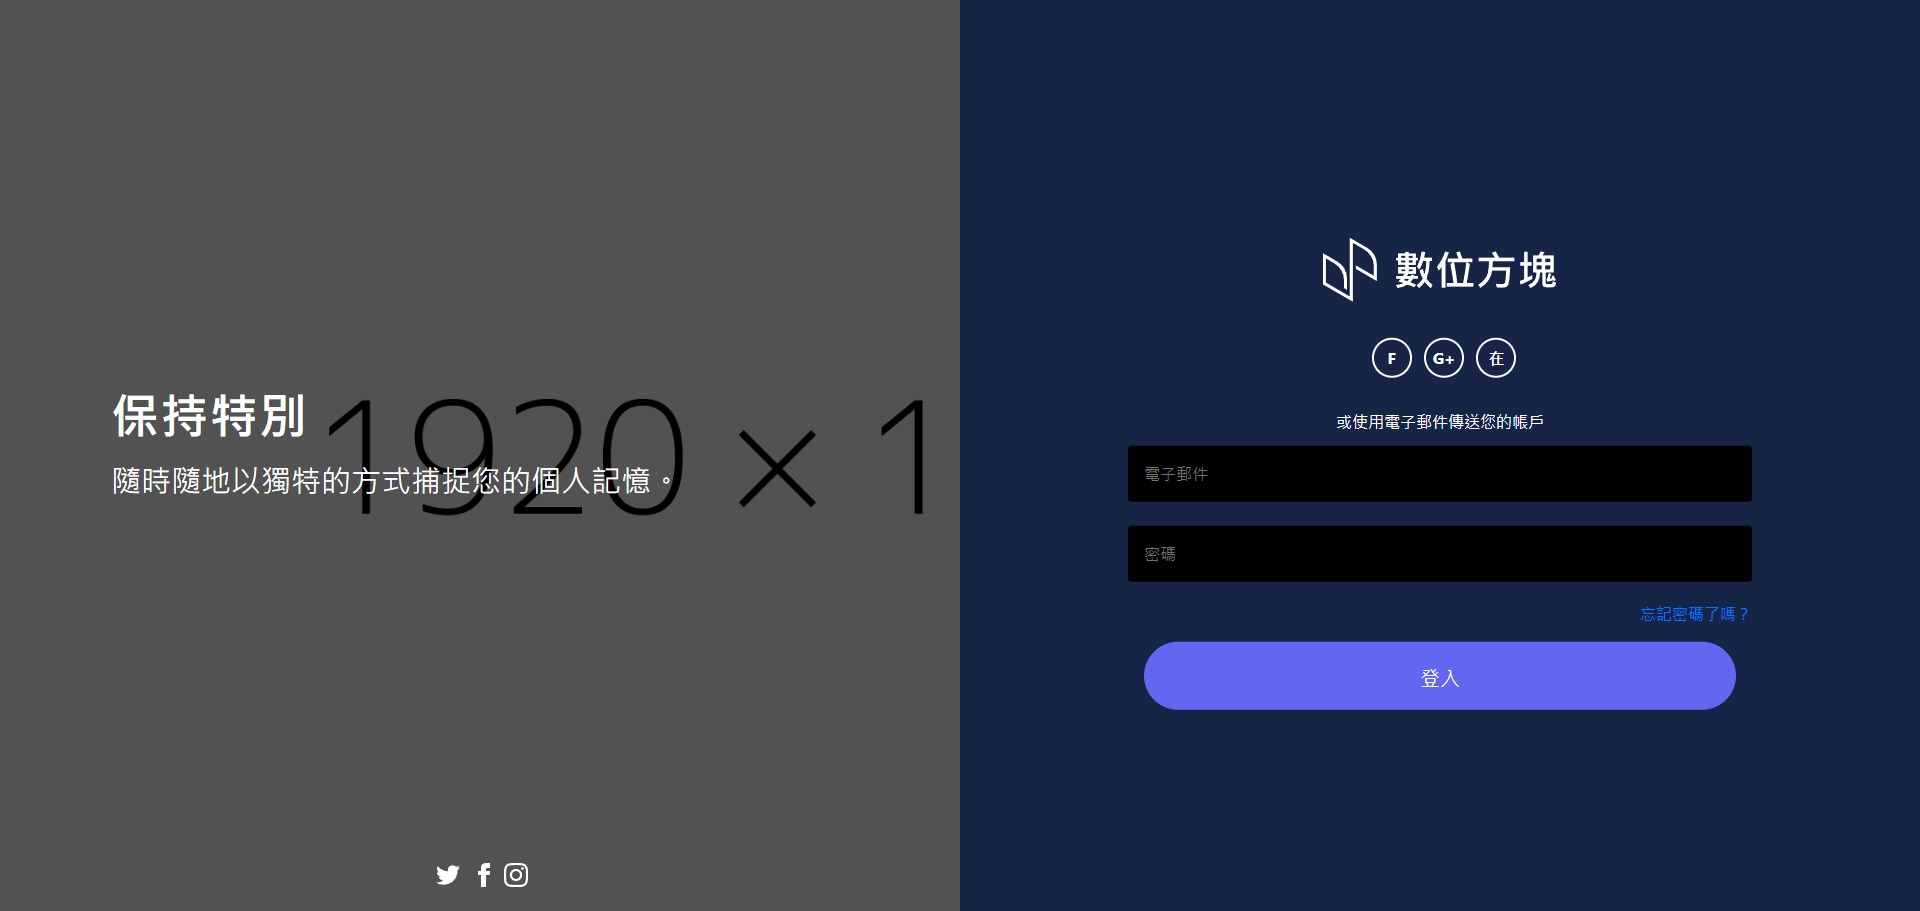 保持特別
1920 × 1
隨時隨地以獨特的方式捕捉您的個人記憶。
數位方塊
F G+ 在
或使用電子郵件傳送您的帳戶
電子郵件
密碼
忘記密碼了嗎？
登入